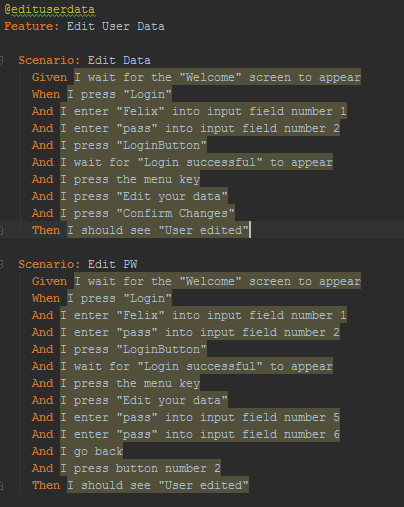 @edituserdata
Feature: Edit User Data
Scenario: Edit Data
Given I wait for the "Welcome" screen to appear
When I press "Login"
And I enter "Felix" into input field number 1
And I enter "pass" into input field number 2
And I press "LoginButton"
And I wait for "Login successful" to appear
And I press the menu key
And I press "Edit your data"
And I press "Confirm Changes"
Then I should see "User edited"
Scenario: Edit PW
Given I wait for the "Welcome" screen to appear
When I press "Login"
And I enter "Felix" into input field number 1
And I enter "pass" into input field number 2
And I press "LoginButton"
And I wait for "Login successful" to appear
And I press the menu key
And I press "Edit your data"
And I enter "pass" into input field number 5
And I enter "pass" into input field number 6
And I go back
And I press button number 2
Then I should see "User edited"